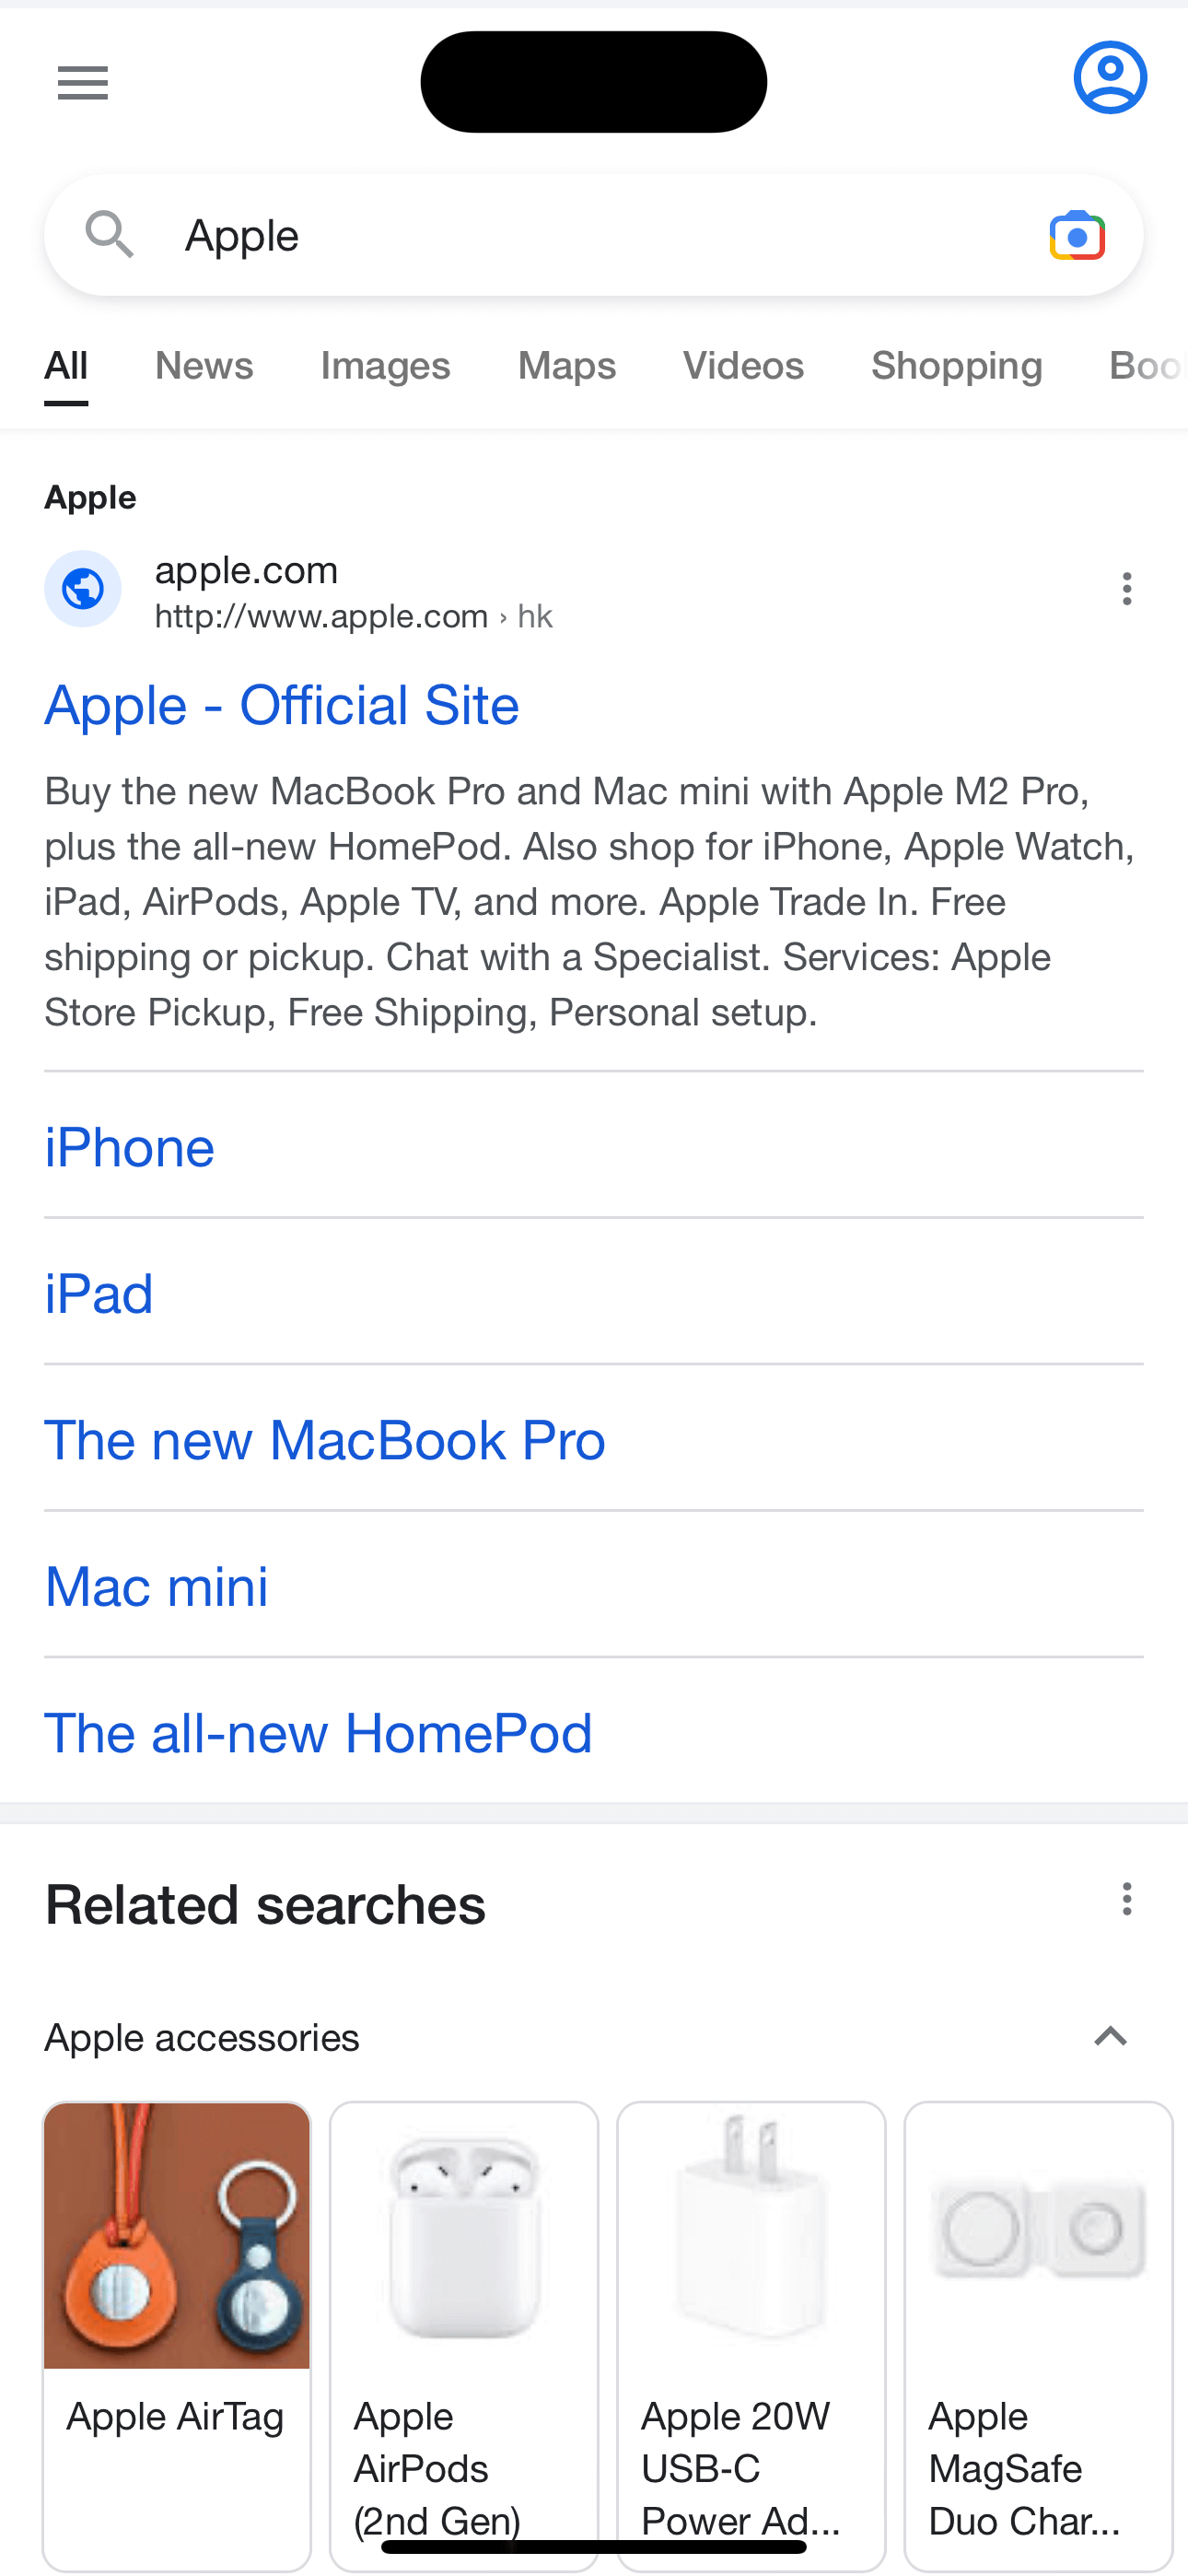 Apple
All News Images Maps Videos Shopping Boo
Apple
apple.com
http://www.apple.com › hk
Apple - Official Site
Buy the new MacBook Pro and Mac mini with Apple M2 Pro,
plus the all-new HomePod. Also shop for iPhone, Apple Watch,
iPad, AirPods, Apple TV, and more. Apple Trade In. Free
shipping or pickup. Chat with a Specialist. Services: Apple
Store Pickup, Free Shipping, Personal setup.
iPhone
iPad
The new MacBook Pro
Mac mini
The all-new HomePod
Related searches
Apple accessories
Apple AirTag
Apple
AirPods
(2nd Gen)
Apple 20W
USB-C
Power Ad...
Apple
MagSafe
Duo Char...